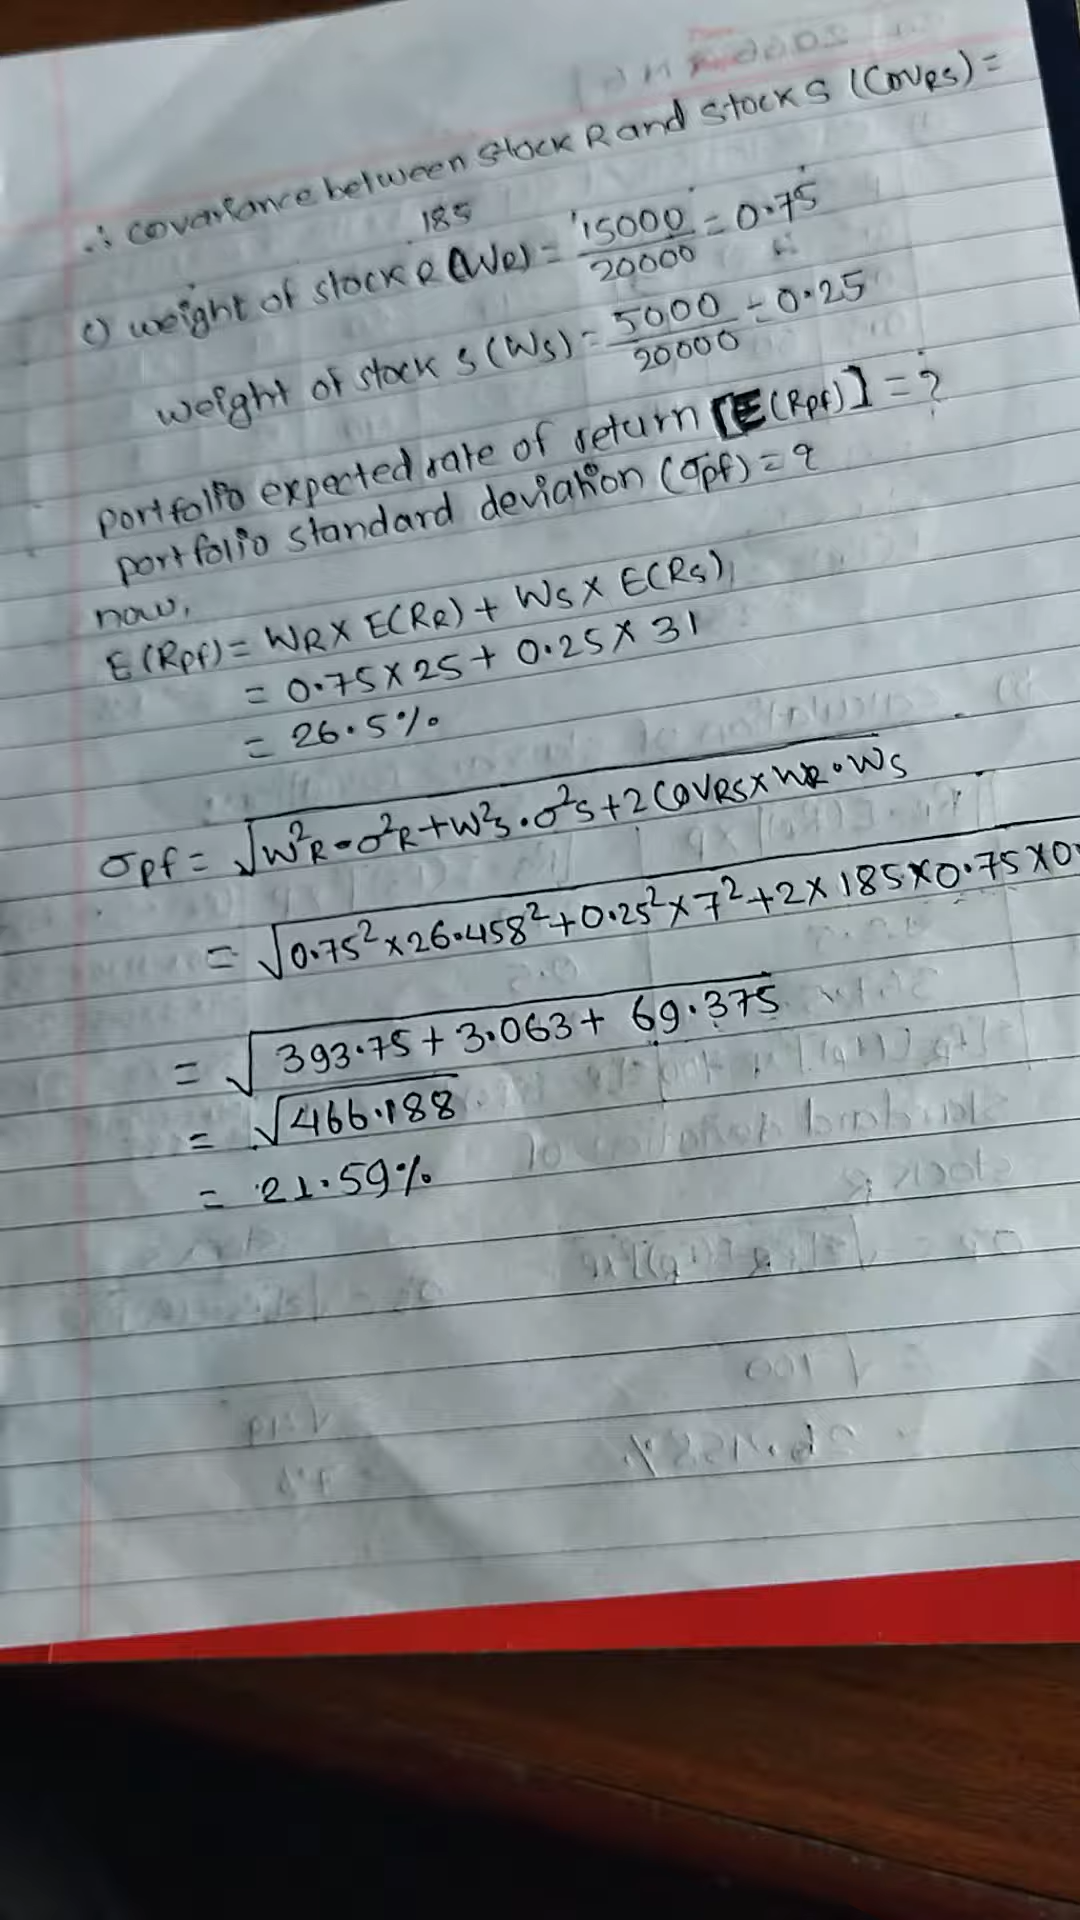 ∴ covariance between stock R and stock S (CovRS) =
185
c) weight of stock R (WR) = 15000/20000 = 0.75
weight of stock S (WS) = 5000/20000 = 0.25
portfolio expected rate of return [E(Rpf)] = ?
portfolio standard deviation (σpf) = ?
now,
E(Rpf) = WR X E(RR) + WS X E(RS)
= 0.75 X 25 + 0.25 X 31
= 26.5%
σpf = √W²R • σ²R + W²S • σ²S + 2 COVRS X WR • WS
= √0.75² X 26.458² + 0.25² X 7² + 2 X 185 X 0.75 X 0.
= √393.75 + 3.063 + 69.375
= √466.188
= 21.59%